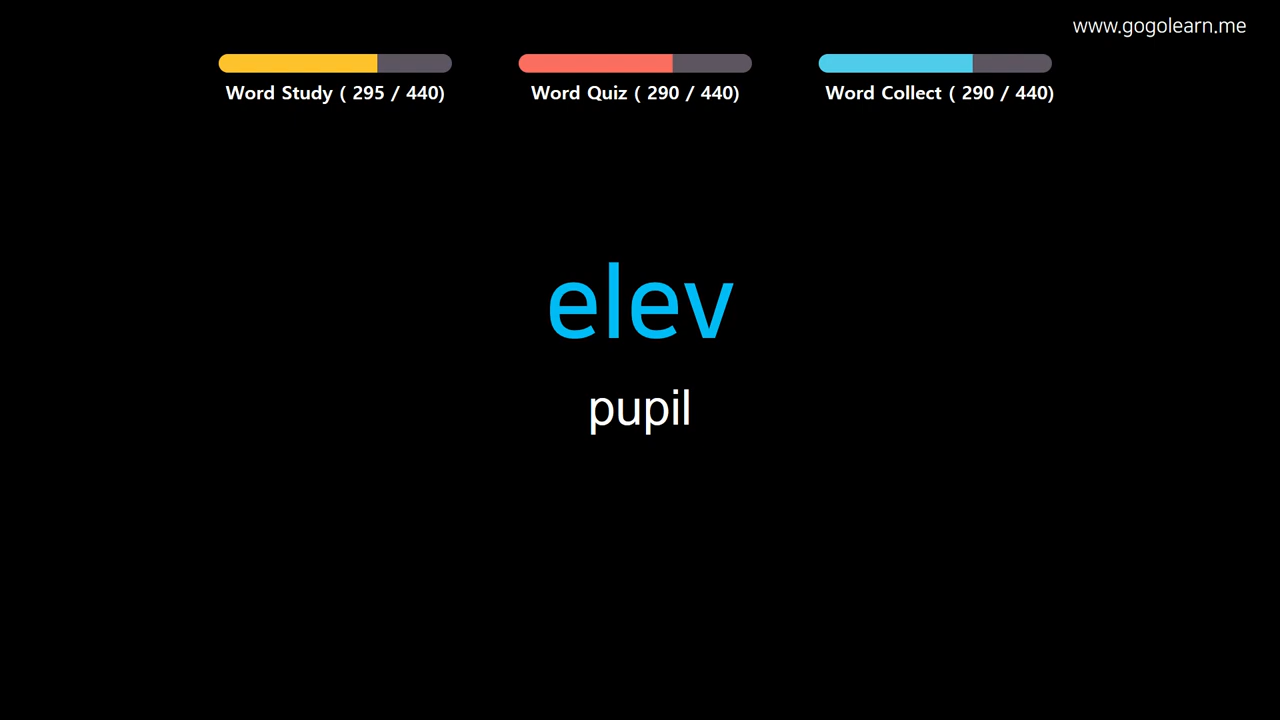 www.gogolearn.me
Word Study ( 295 / 440)
Word Quiz ( 290 / 440)
Word Collect ( 290 / 440)
elev
pupil